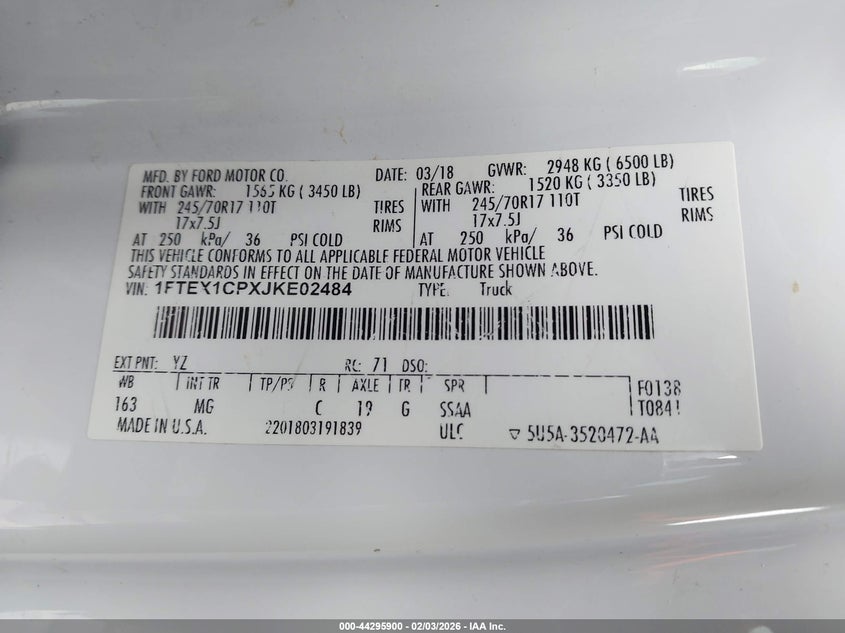 MFD. BY FORD MOTOR CO. DATE: 03/18 GVWR: 2948 KG ( 6500 LB)
FRONT GAWR: 1565 KG ( 3450 LB) REAR GAWR: 1520 KG ( 3350 LB)
WITH 245/70R17 110T TIRES WITH 245/70R17 110T TIRES
17x7.5J RIMS 17x7.5J RIMS
AT 250 kPa/ 36 PSI COLD AT 250 kPa/ 36 PSI COLD
THIS VEHICLE CONFORMS TO ALL APPLICABLE FEDERAL MOTOR VEHICLE
SAFETY STANDARDS IN EFFECT ON THE DATE OF MANUFACTURE SHOWN ABOVE.
VIN: 1FTEX1CPXJKE02484 TYPE: Truck
EXT PNT: YZ RC: 71 DSO:
WB INT TR TP/PS R AXLE TR SPR F0138
163 MG C 19 G SSAA T0841
MADE IN U.S.A. 2201803191839 ULC ▽ 5U5A-3520472-AA
000-44295900 - 02/03/2026 - IAA Inc.